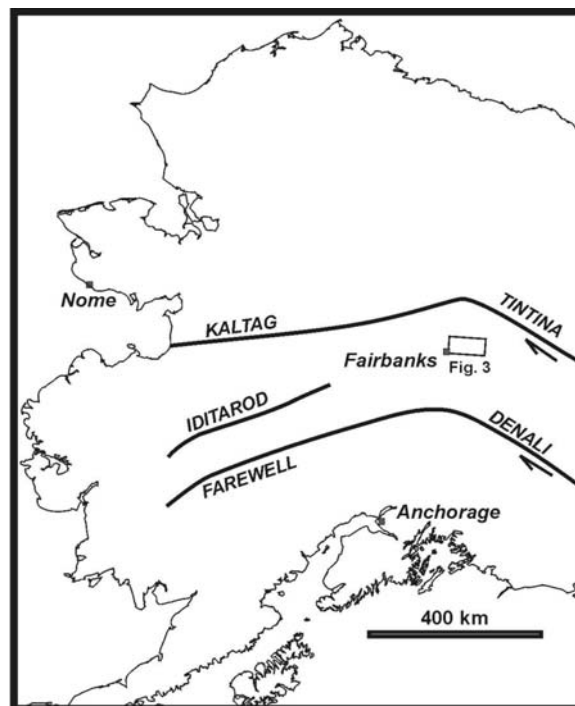 Nome
KALTAG
TINTINA
Fairbanks
Fig. 3
IDITAROD
DENALI
FAREWELL
Anchorage
400 km